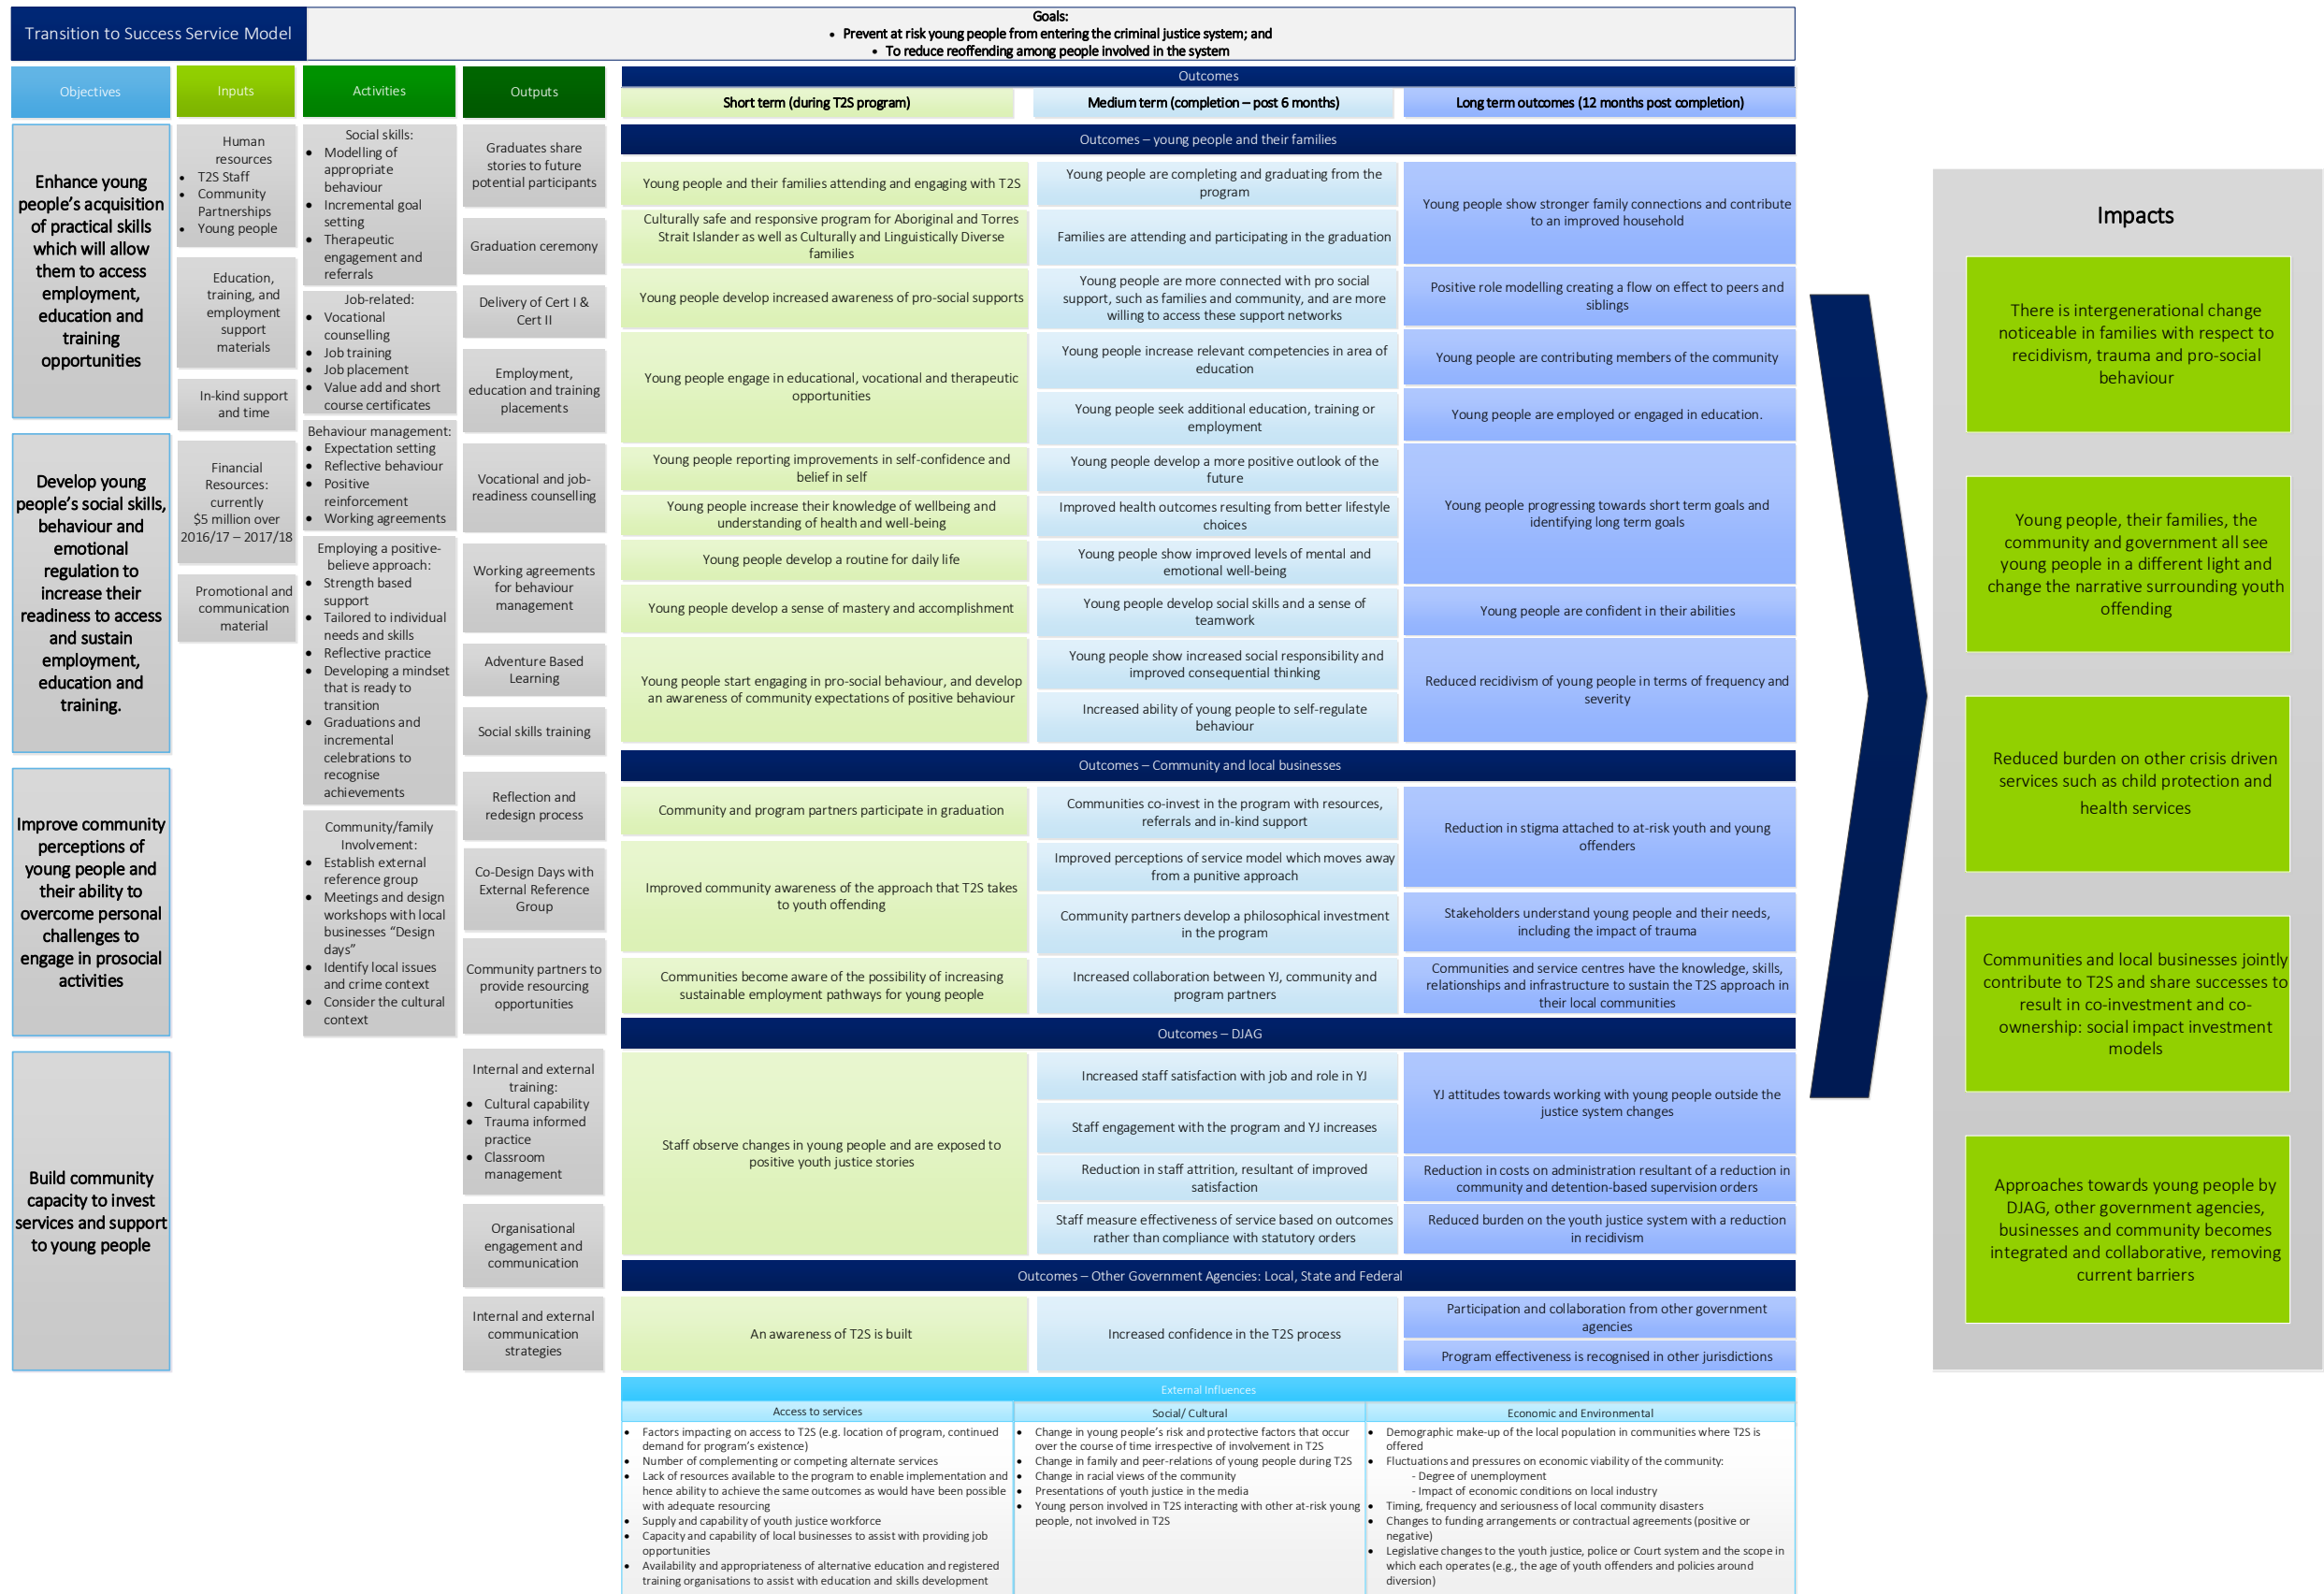 Transition to Success Service Model
Goals:
• Prevent at risk young people from entering the criminal justice system; and
• To reduce reoffending among people involved in the system
Objectives
Inputs
Activities
Outputs
Outcomes
Short term (during T2S program)
Medium term (completion – post 6 months)
Long term outcomes (12 months post completion)
Enhance young
people's acquisition
of practical skills
which will allow
them to access
employment,
education and
training
opportunities
Develop young
people's social skills,
behaviour and
emotional
regulation to
increase their
readiness to access
and sustain
employment,
education and
training.
Improve community
perceptions of
young people and
their ability to
overcome personal
challenges to
engage in prosocial
activities
Build community
capacity to invest
services and support
to young people
Human
resources
• T2S Staff
• Community
Partnerships
• Young people
Education,
training, and
employment
support
materials
In-kind support
and time
Financial
Resources:
currently
$5 million over
2016/17 – 2017/18
Promotional and
communication
material
Social skills:
• Modelling of
appropriate
behaviour
• Incremental goal
setting
• Therapeutic
engagement and
referrals
Job-related:
• Vocational
counselling
• Job training
• Job placement
• Value add and short
course certificates
Behaviour management:
• Expectation setting
• Reflective behaviour
• Positive
reinforcement
• Working agreements
Employing a positive-
believe approach:
• Strength based
support
• Tailored to individual
needs and skills
• Reflective practice
• Developing a mindset
that is ready to
transition
• Graduations and
incremental
celebrations to
recognise
achievements
Community/family
Involvement:
• Establish external
reference group
• Meetings and design
workshops with local
businesses "Design
days"
• Identify local issues
and crime context
• Consider the cultural
context
Graduates share
stories to future
potential participants
Graduation ceremony
Delivery of Cert I &
Cert II
Employment,
education and training
placements
Vocational and job-
readiness counselling
Working agreements
for behaviour
management
Adventure Based
Learning
Social skills training
Reflection and
redesign process
Co-Design Days with
External Reference
Group
Community partners to
provide resourcing
opportunities
Internal and external
training:
• Cultural capability
• Trauma informed
practice
• Classroom
management
Organisational
engagement and
communication
Internal and external
communication
strategies
Outcomes – young people and their families
Young people and their families attending and engaging with T2S
Culturally safe and responsive program for Aboriginal and Torres
Strait Islander as well as Culturally and Linguistically Diverse
families
Young people develop increased awareness of pro-social supports
Young people engage in educational, vocational and therapeutic
opportunities
Young people reporting improvements in self-confidence and
belief in self
Young people increase their knowledge of wellbeing and
understanding of health and well-being
Young people develop a routine for daily life
Young people develop a sense of mastery and accomplishment
Young people start engaging in pro-social behaviour, and develop
an awareness of community expectations of positive behaviour
Young people are completing and graduating from the
program
Families are attending and participating in the graduation
Young people are more connected with pro social
support, such as families and community, and are more
willing to access these support networks
Young people increase relevant competencies in area of
education
Young people seek additional education, training or
employment
Young people develop a more positive outlook of the
future
Improved health outcomes resulting from better lifestyle
choices
Young people show improved levels of mental and
emotional well-being
Young people develop social skills and a sense of
teamwork
Young people show increased social responsibility and
improved consequential thinking
Increased ability of young people to self-regulate
behaviour
Young people show stronger family connections and contribute
to an improved household
Positive role modelling creating a flow on effect to peers and
siblings
Young people are contributing members of the community
Young people are employed or engaged in education.
Young people progressing towards short term goals and
identifying long term goals
Young people are confident in their abilities
Reduced recidivism of young people in terms of frequency and
severity
Outcomes – Community and local businesses
Community and program partners participate in graduation
Improved community awareness of the approach that T2S takes
to youth offending
Communities become aware of the possibility of increasing
sustainable employment pathways for young people
Communities co-invest in the program with resources,
referrals and in-kind support
Improved perceptions of service model which moves away
from a punitive approach
Community partners develop a philosophical investment
in the program
Increased collaboration between YJ, community and
program partners
Reduction in stigma attached to at-risk youth and young
offenders
Stakeholders understand young people and their needs,
including the impact of trauma
Communities and service centres have the knowledge, skills,
relationships and infrastructure to sustain the T2S approach in
their local communities
Outcomes – DJAG
Staff observe changes in young people and are exposed to
positive youth justice stories
Increased staff satisfaction with job and role in YJ
Staff engagement with the program and YJ increases
Reduction in staff attrition, resultant of improved
satisfaction
Staff measure effectiveness of service based on outcomes
rather than compliance with statutory orders
YJ attitudes towards working with young people outside the
justice system changes
Reduction in costs on administration resultant of a reduction in
community and detention-based supervision orders
Reduced burden on the youth justice system with a reduction
in recidivism
Outcomes – Other Government Agencies: Local, State and Federal
An awareness of T2S is built
Increased confidence in the T2S process
Participation and collaboration from other government
agencies
Program effectiveness is recognised in other jurisdictions
External Influences
Access to services
• Factors impacting on access to T2S (e.g. location of program, continued
demand for program's existence)
• Number of complementing or competing alternate services
• Lack of resources available to the program to enable implementation and
hence ability to achieve the same outcomes as would have been possible
with adequate resourcing
• Supply and capability of youth justice workforce
• Capacity and capability of local businesses to assist with providing job
opportunities
• Availability and appropriateness of alternative education and registered
training organisations to assist with education and skills development
Social/ Cultural
• Change in young people's risk and protective factors that occur
over the course of time irrespective of involvement in T2S
• Change in family and peer-relations of young people during T2S
• Change in racial views of the community
• Presentations of youth justice in the media
• Young person involved in T2S interacting with other at-risk young
people, not involved in T2S
Economic and Environmental
• Demographic make-up of the local population in communities where T2S is
offered
• Fluctuations and pressures on economic viability of the community:
- Degree of unemployment
- Impact of economic conditions on local industry
• Timing, frequency and seriousness of local community disasters
• Changes to funding arrangements or contractual agreements (positive or
negative)
• Legislative changes to the youth justice, police or Court system and the scope in
which each operates (e.g., the age of youth offenders and policies around
diversion)
Impacts
There is intergenerational change
noticeable in families with respect to
recidivism, trauma and pro-social
behaviour
Young people, their families, the
community and government all see
young people in a different light and
change the narrative surrounding youth
offending
Reduced burden on other crisis driven
services such as child protection and
health services
Communities and local businesses jointly
contribute to T2S and share successes to
result in co-investment and co-
ownership: social impact investment
models
Approaches towards young people by
DJAG, other government agencies,
businesses and community becomes
integrated and collaborative, removing
current barriers